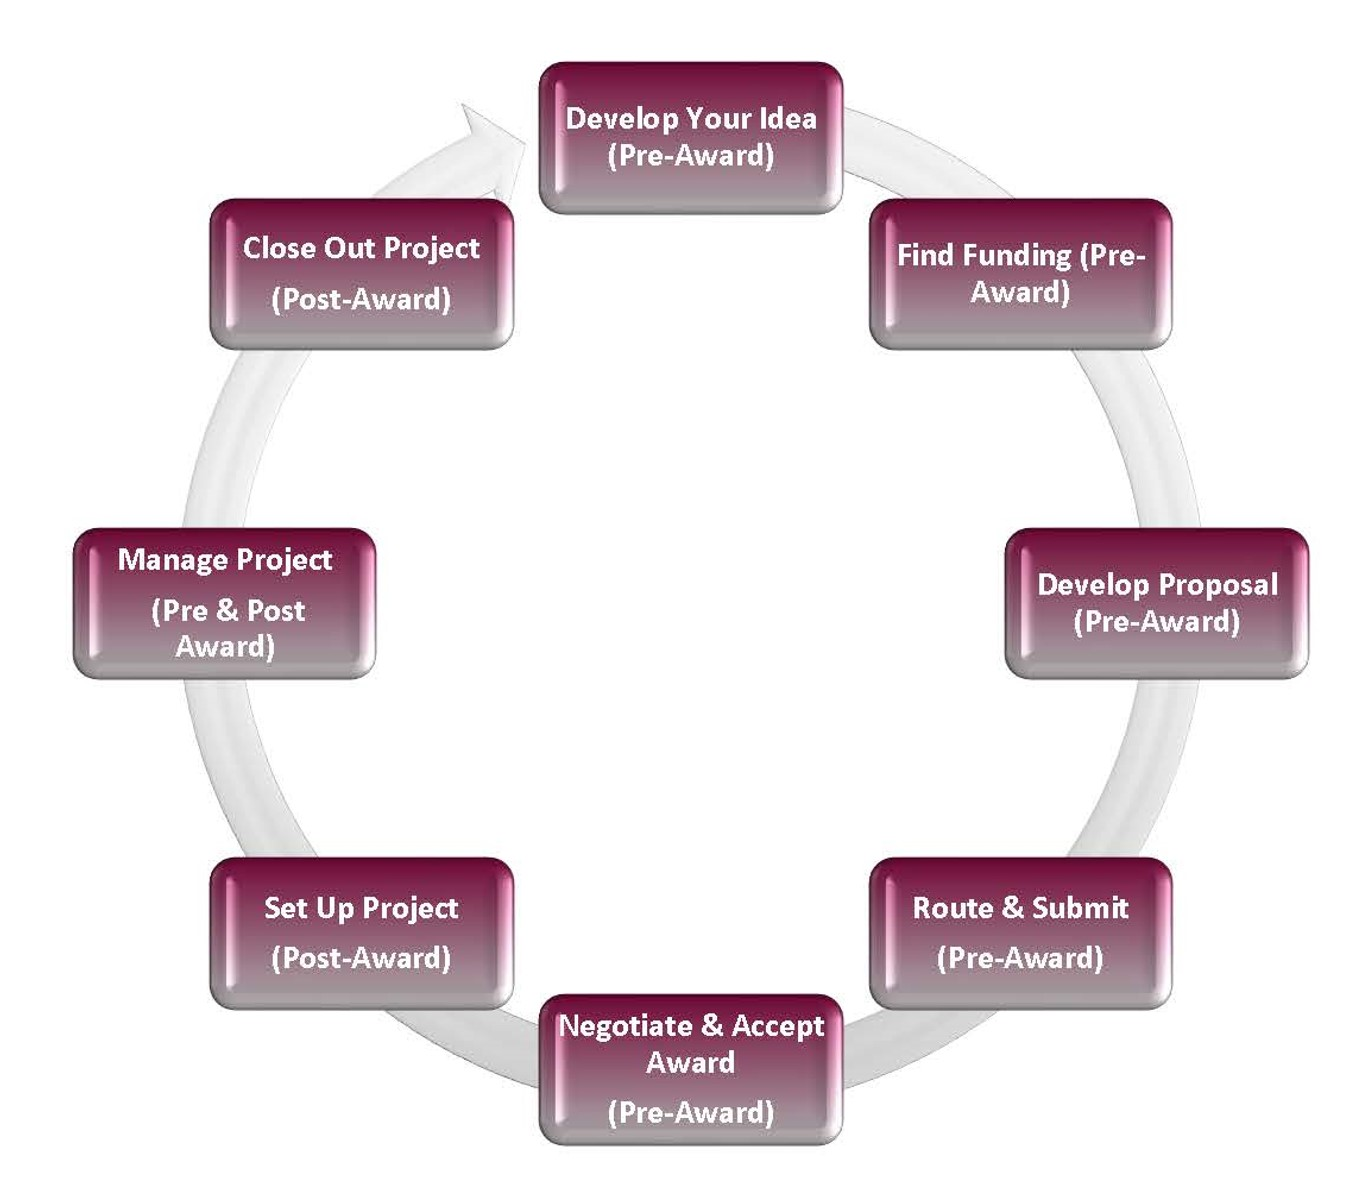 Develop Your Idea
(Pre-Award)
Find Funding (Pre-
Award)
Develop Proposal
(Pre-Award)
Route & Submit
(Pre-Award)
Negotiate & Accept
Award
(Pre-Award)
Set Up Project
(Post-Award)
Manage Project
(Pre & Post
Award)
Close Out Project
(Post-Award)